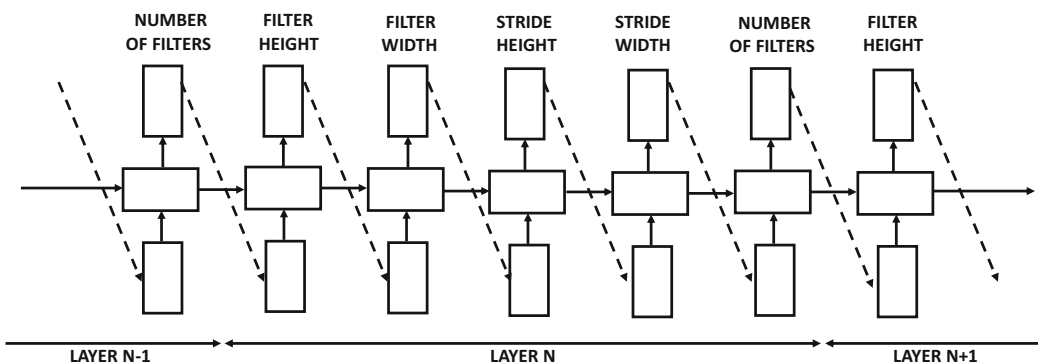 NUMBER
OF FILTERS
FILTER
HEIGHT
FILTER
WIDTH
STRIDE
HEIGHT
STRIDE
WIDTH
NUMBER
OF FILTERS
FILTER
HEIGHT
LAYER N-1
LAYER N
LAYER N+1